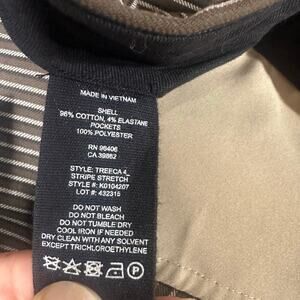 MADE IN VIETNAM
SHELL
96% COTTON, 4% ELASTANE
POCKETS
100% POLYESTER
RN 98406
CA 39862
STYLE: TREECA 4_
STRIPE STRETCH
STYLE #: K0104207
LOT #: 432315
DO NOT WASH
DO NOT BLEACH
DO NOT TUMBLE DRY
COOL IRON IF NEEDED
DRY CLEAN WITH ANY SOLVENT
EXCEPT TRICHLOROETHYLENE